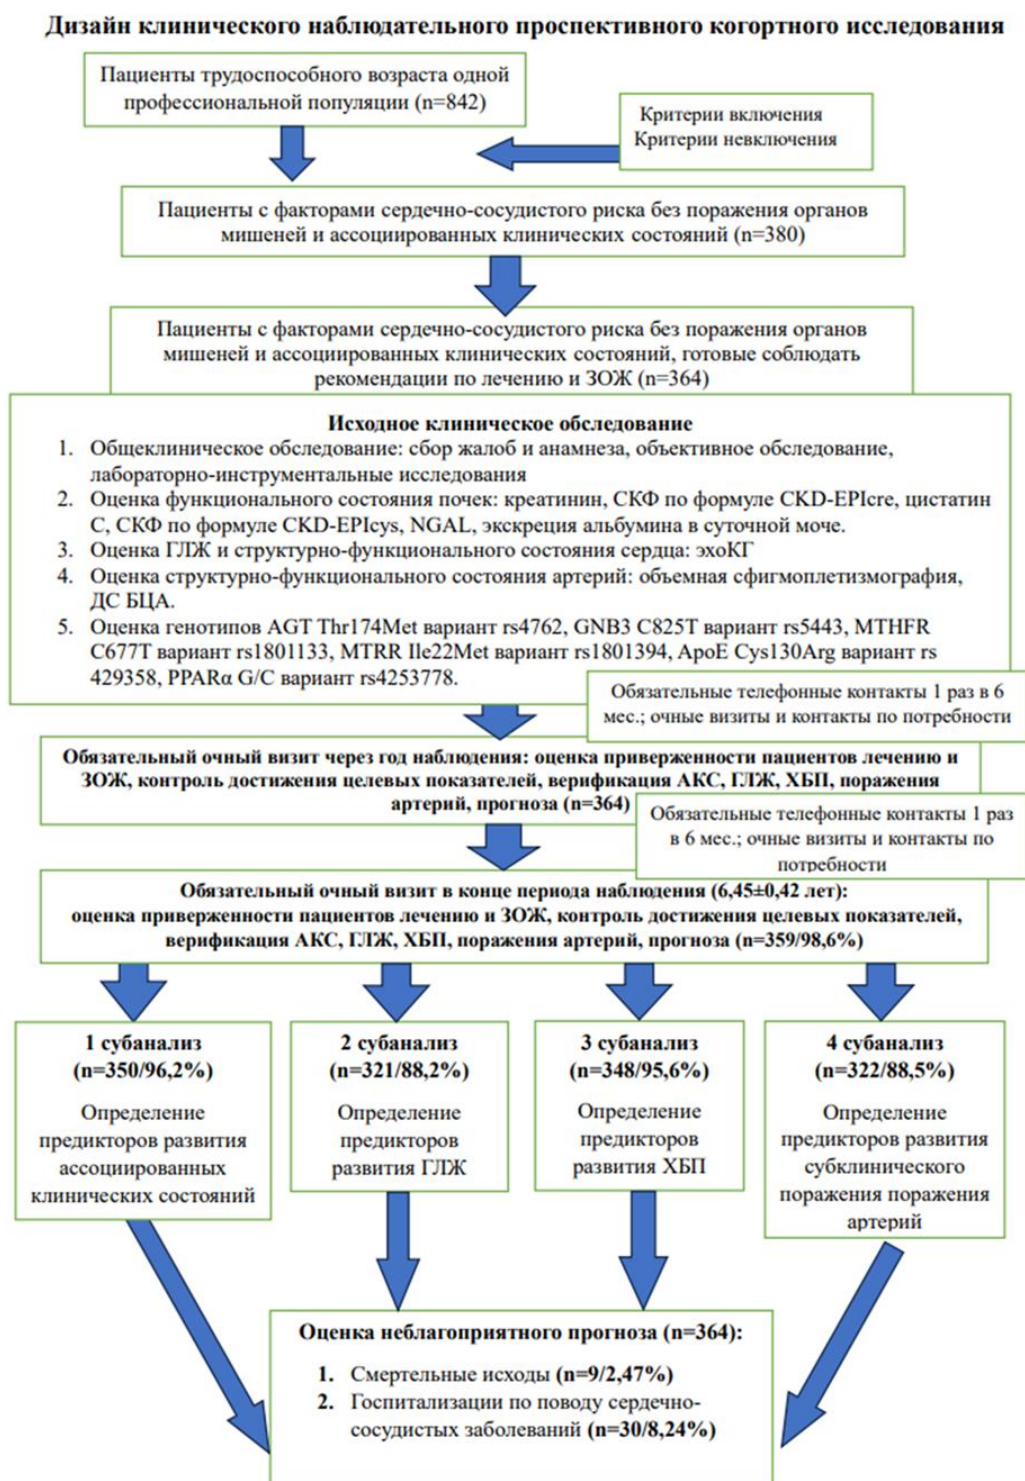 Дизайн клинического наблюдательного проспективного когортного исследования
Пациенты трудоспособного возраста одной
профессиональной популяции (n=842)
Критерии включения
Критерии невключения
Пациенты с факторами сердечно-сосудистого риска без поражения органов
мишеней и ассоциированных клинических состояний (n=380)
Пациенты с факторами сердечно-сосудистого риска без поражения органов
мишеней и ассоциированных клинических состояний, готовые соблюдать
рекомендации по лечению и ЗОЖ (n=364)
Исходное клиническое обследование
1. Общеклиническое обследование: сбор жалоб и анамнеза, объективное обследование,
лабораторно-инструментальные исследования
2. Оценка функционального состояния почек: креатинин, СКФ по формуле CKD-EPIcre, цистатин
С, СКФ по формуле CKD-EPIcys, NGAL, экскреция альбумина в суточной моче.
3. Оценка ГЛЖ и структурно-функционального состояния сердца: эхоКГ
4. Оценка структурно-функционального состояния артерий: объемная сфигмоплетизмография,
ДС БЦА.
5. Оценка генотипов AGT Thr174Met вариант rs4762, GNB3 C825T вариант rs5443, MTHFR
C677T вариант rs1801133, MTRR Ile22Met вариант rs1801394, ApoE Cys130Arg вариант rs
429358, PPARα G/C вариант rs4253778.
Обязательные телефонные контакты 1 раз в 6
мес.; очные визиты и контакты по потребности
Обязательный очный визит через год наблюдения: оценка приверженности пациентов лечению и
ЗОЖ, контроль достижения целевых показателей, верификация АКС, ГЛЖ, ХБП, поражения
артерий, прогноза (n=364)
Обязательные телефонные контакты 1 раз
в 6 мес.; очные визиты и контакты по
потребности
Обязательный очный визит в конце периода наблюдения (6,45±0,42 лет):
оценка приверженности пациентов лечению и ЗОЖ, контроль достижения целевых показателей,
верификация АКС, ГЛЖ, ХБП, поражения артерий, прогноза (n=359/98,6%)
1 субанализ
(n=350/96,2%)
Определение
предикторов развития
ассоциированных
клинических состояний
2 субанализ
(n=321/88,2%)
Определение
предикторов
развития ГЛЖ
3 субанализ
(n=348/95,6%)
Определение
предикторов
развития ХБП
4 субанализ
(n=322/88,5%)
Определение
предикторов развития
субклинического
поражения поражения
артерий
Оценка неблагоприятного прогноза (n=364):
1. Смертельные исходы (n=9/2,47%)
2. Госпитализации по поводу сердечно-
сосудистых заболеваний (n=30/8,24%)